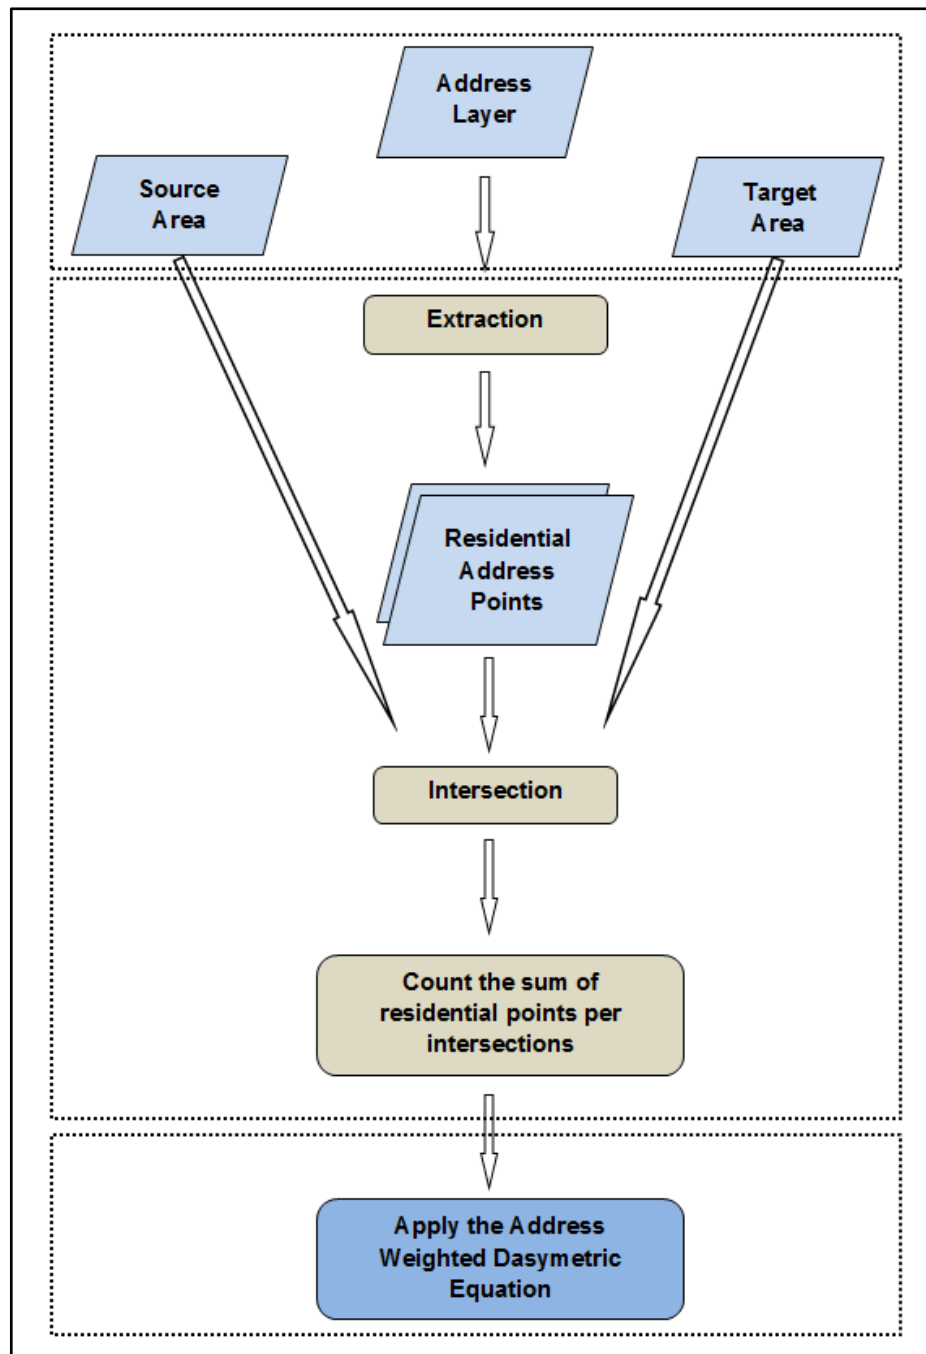 Address
Layer
Source
Area
Target
Area
Extraction
Residential
Address
Points
Intersection
Count the sum of
residential points per
intersections
Apply the Address
Weighted Dasymetric
Equation